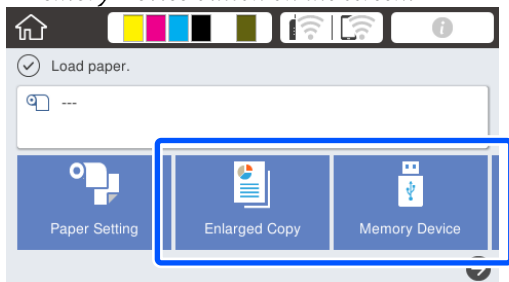 Load paper.
---
Paper Setting
Enlarged Copy
Memory Device